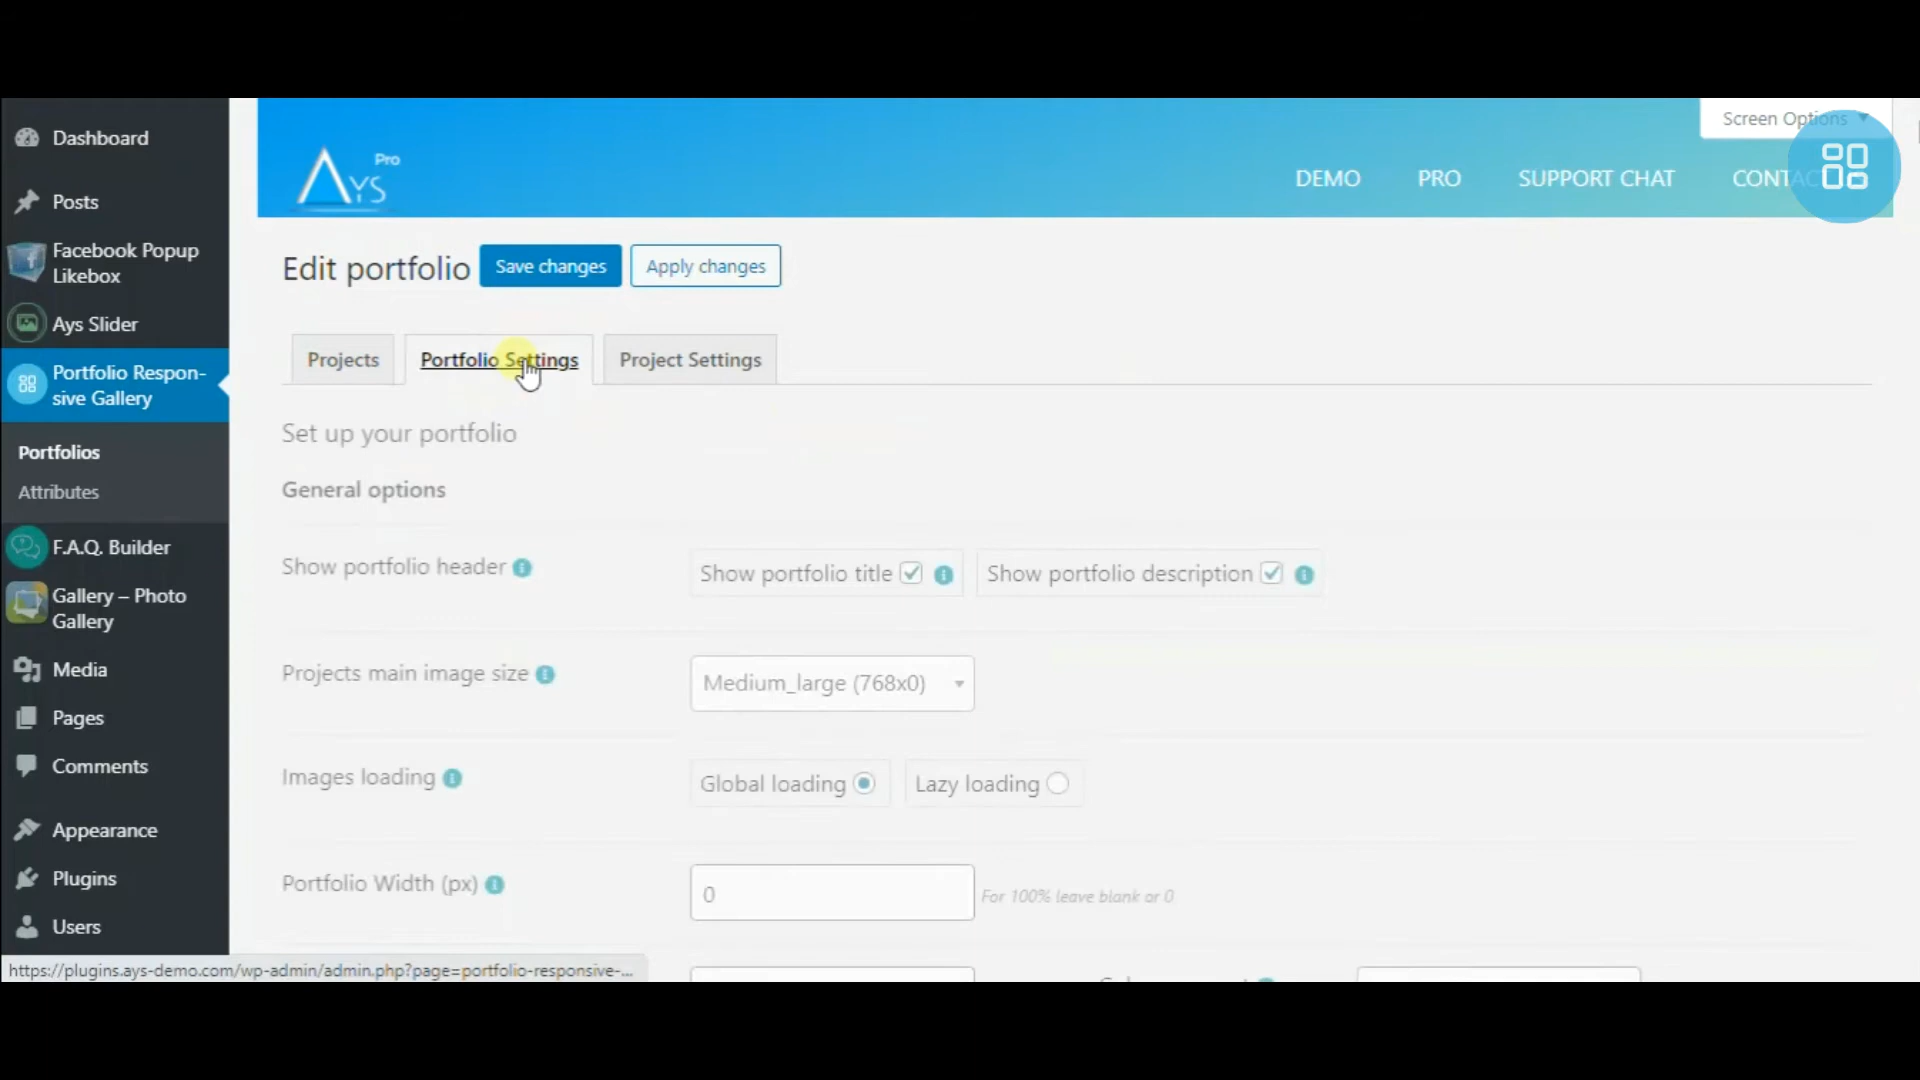 Screen Options
Pro
AYS
DEMO
PRO
SUPPORT CHAT
Dashboard
Posts
Facebook Popup
Likebox
Ays Slider
Portfolio Respon-
sive Gallery
Portfolios
Attributes
F.A.Q. Builder
Gallery – Photo
Gallery
Media
Pages
Comments
Appearance
Plugins
Users
Edit portfolio
Save changes
Apply changes
Projects
Portfolio Settings
Project Settings
Set up your portfolio
General options
Show portfolio header
Show portfolio title
Show portfolio description
Projects main image size
Medium_large (768x0)
Images loading
Global loading
Lazy loading
Portfolio Width (px)
0
For 100% leave blank or 0
https://plugins.ays-demo.com/wp-admin/admin.php?page=portfolio-responsive-...